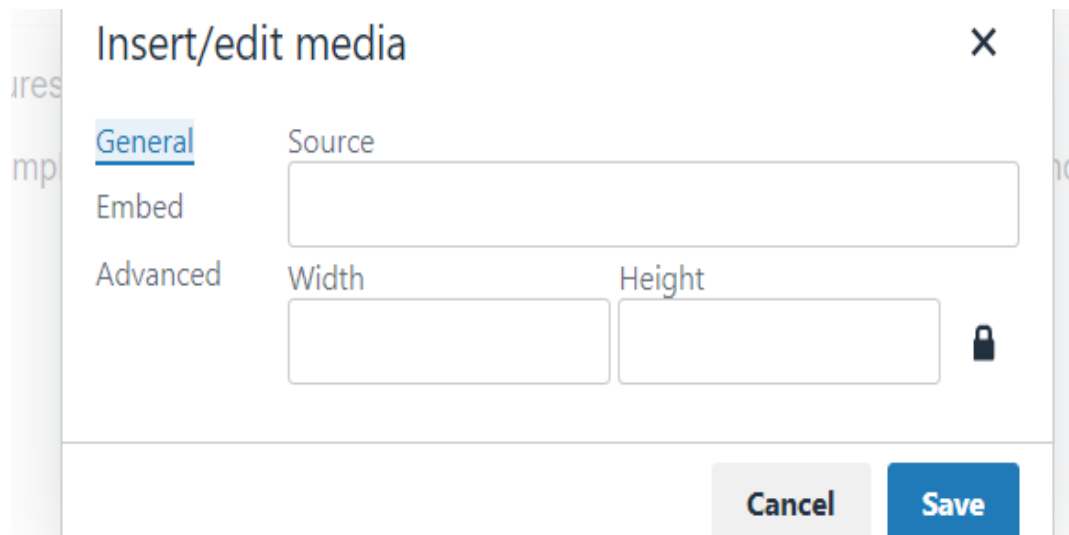 Insert/edit media
General
Source
Embed
Advanced
Width
Height
Cancel
Save